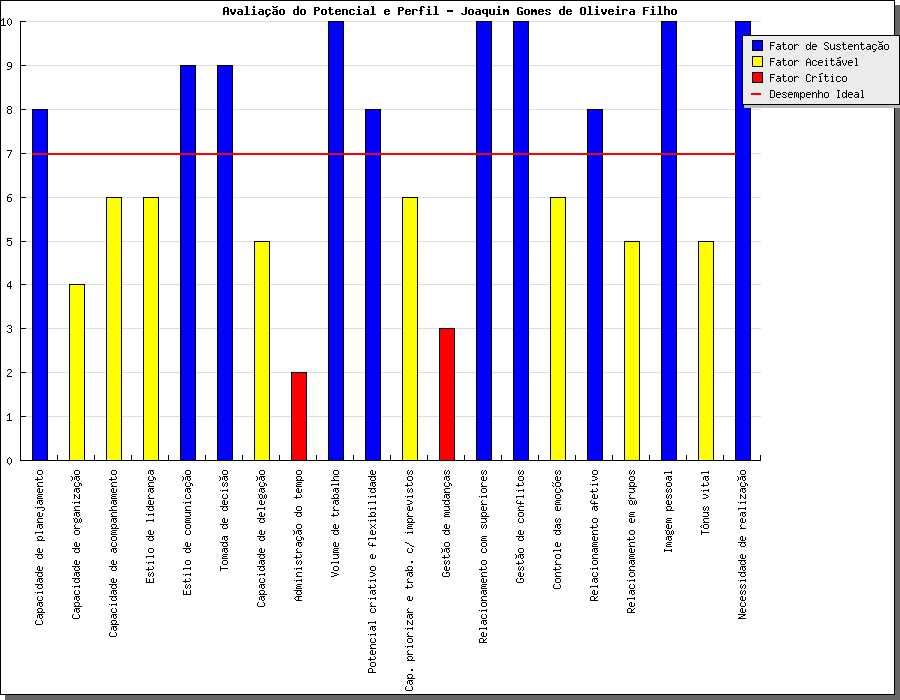 Avaliação do Potencial e Perfil - Joaquim Gomes de Oliveira Filho
Fator de Sustentação
Fator Aceitável
Fator Crítico
Desempenho Ideal
10
9
8
7
6
5
4
3
2
1
0
Capacidade de planejamento
Capacidade de organização
Capacidade de acompanhamento
Estilo de liderança
Estilo de comunicação
Tomada de decisão
Capacidade de delegação
Administração do tempo
Volume de trabalho
Potencial criativo e flexibilidade
Cap. priorizar e trab. c/ imprevistos
Gestão de mudanças
Relacionamento com superiores
Gestão de conflitos
Controle das emoções
Relacionamento afetivo
Relacionamento em grupos
Imagem pessoal
Tônus vital
Necessidade de realização